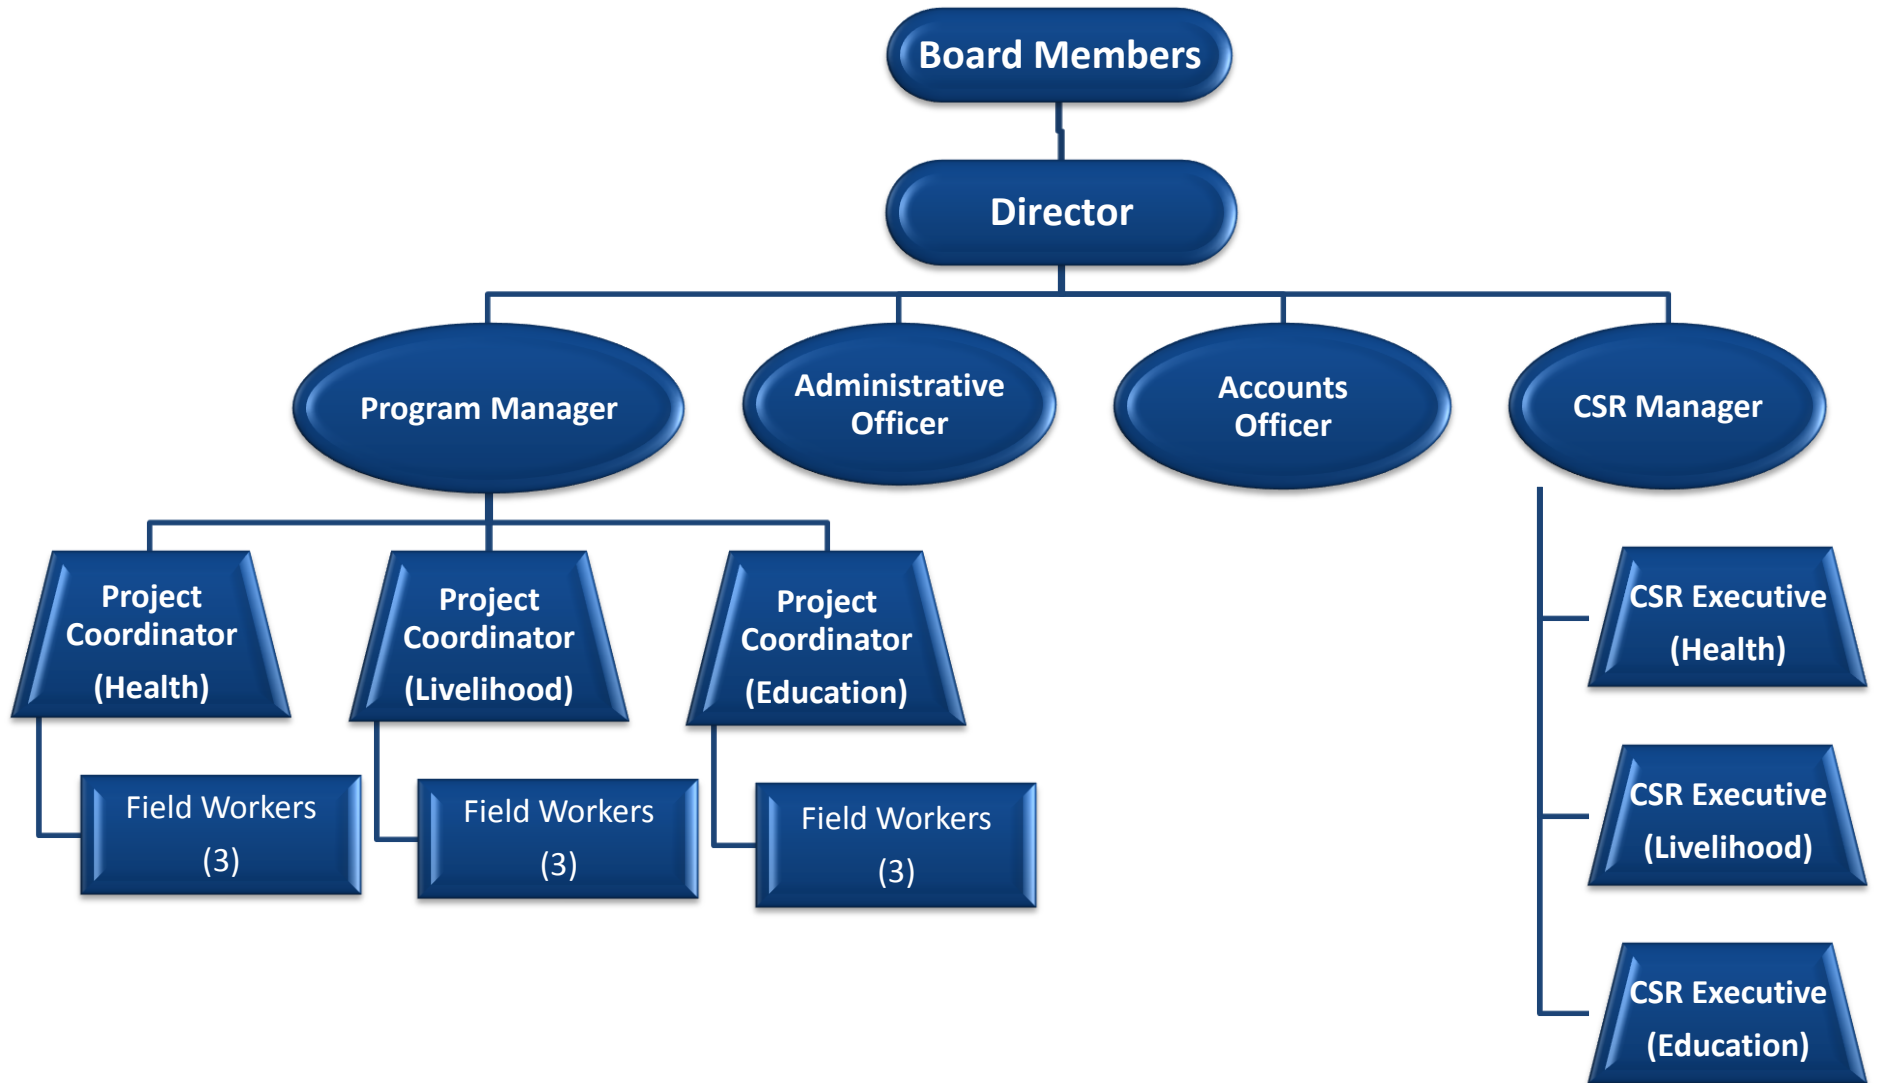 Board Members
Director
Program Manager
Administrative
Officer
Accounts
Officer
CSR Manager
Project
Coordinator
(Health)
Project
Coordinator
(Livelihood)
Project
Coordinator
(Education)
Field Workers
(3)
Field Workers
(3)
Field Workers
(3)
CSR Executive
(Health)
CSR Executive
(Livelihood)
CSR Executive
(Education)